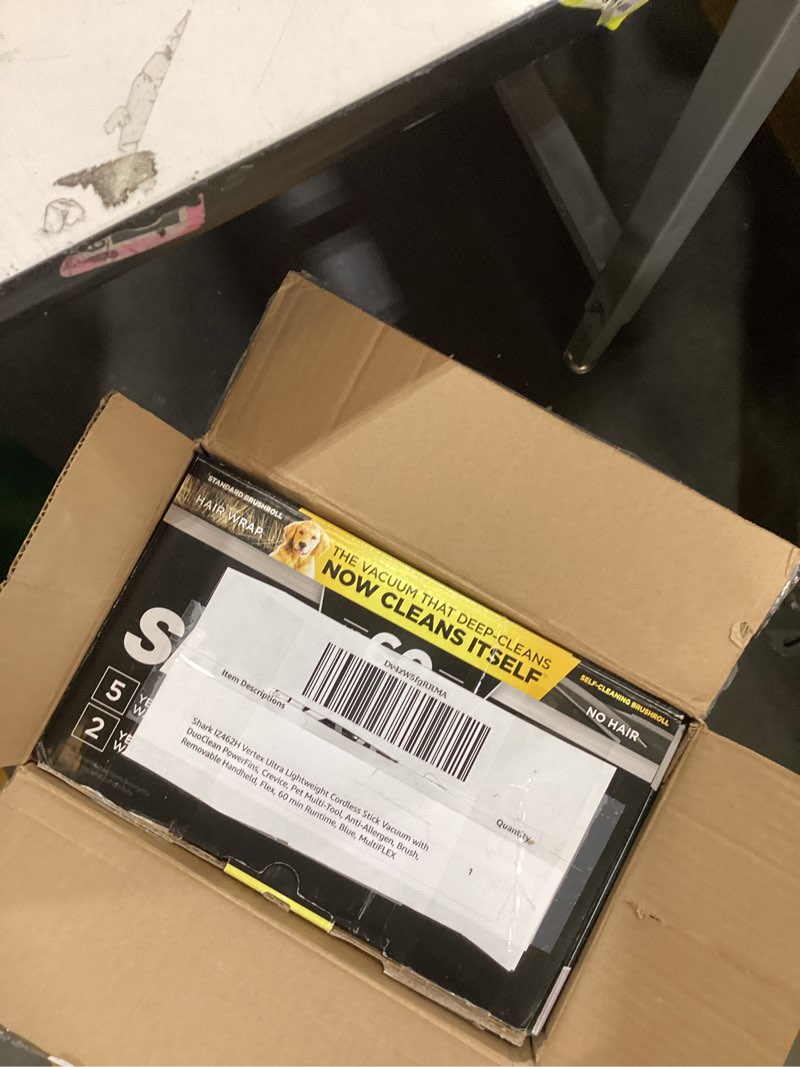 STANDARD BRUSHROLL
HAIR WRAP
THE VACUUM THAT DEEP-CLEANS
NOW CLEANS ITSELF
SELF-CLEANING BRUSHROLL
NO HAIR
S
5
2
Item Descriptions
Quantity
Shark IZ462H Vertex Ultra Lightweight Cordless Stick Vacuum with
DuoClean PowerFins, Crevice, Pet Multi-Tool, Anti-Allergen, Brush,
Removable Handheld, Flex, 60 min Runtime, Blue, MultiFLEX
1